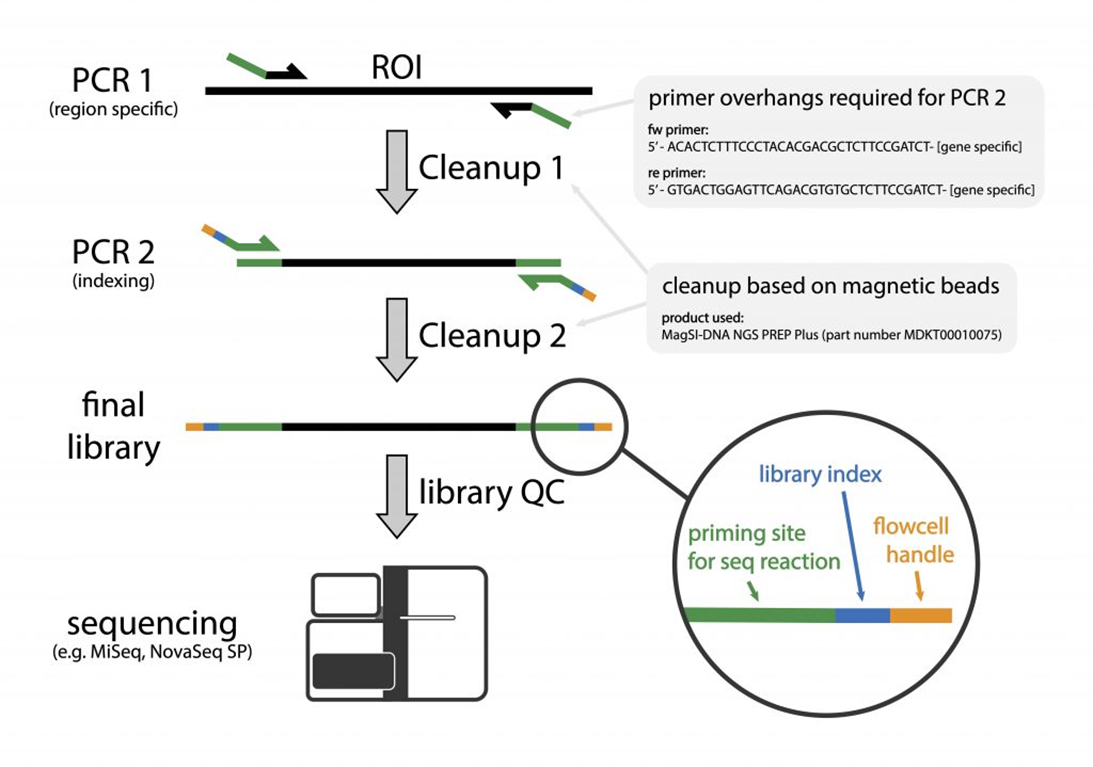 PCR 1
(region specific)
ROI
primer overhangs required for PCR 2
fw primer:
5'- ACACTCTTTCCCTACACGACGCTCTTCCGATCT- [gene specific]
re primer:
5'- GTGACTGGAGTTCAGACGTGTGCTCTTCCGATCT- [gene specific]
Cleanup 1
PCR 2
(indexing)
cleanup based on magnetic beads
product used:
MagSI-DNA NGS PREP Plus (part number MDKT00010075)
Cleanup 2
final
library
library QC
library index
priming site
for seq reaction
flowcell
handle
sequencing
(e.g. MiSeq, NovaSeq SP)